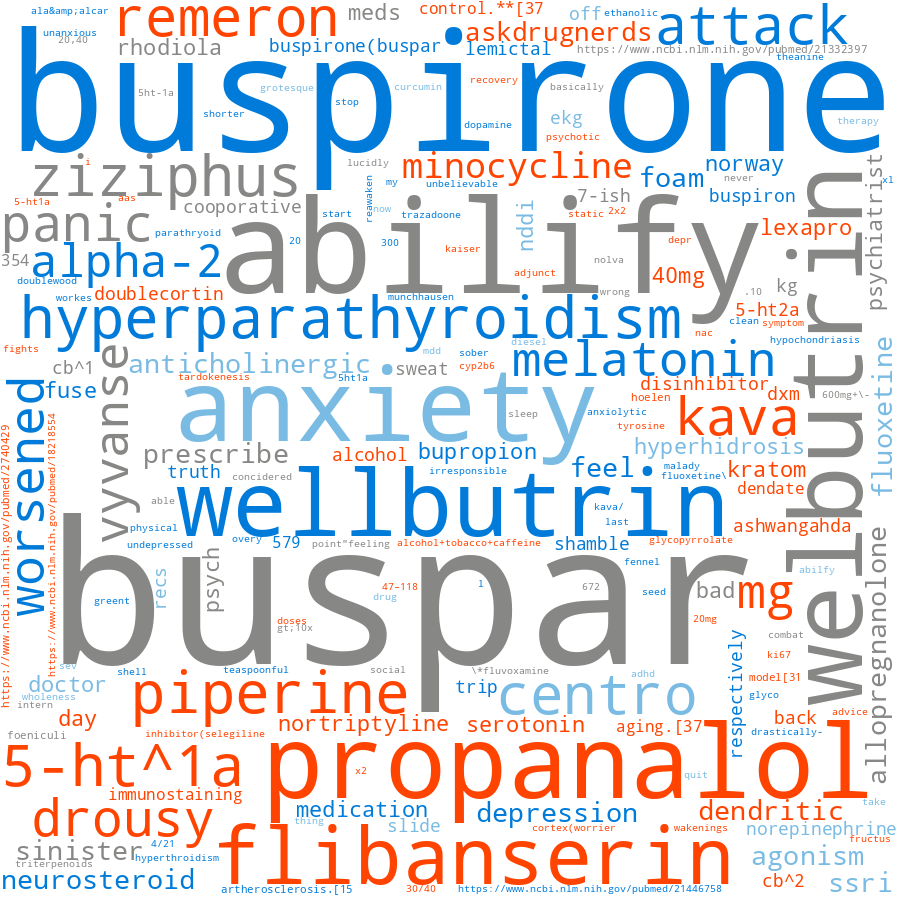 ala&amp;alcar
remeron
meds
control.**[37
off
ethanolic
attack
unanxious
20,40
rhodiola
buspirone(buspar
lemictal
askdrugnerds
https://www.ncbi.nlm.nih.gov/pubmed/21332397
theanine
buspirone
5ht-1a
grotesque
stop
curcumin
recovery
basically
shorter
dopamine
ekg
psychotic
therapy
i
ziziphus
lucidly
minocycline
norway
foam
never
xl
5-ht1a
aas
cooperative
reawaken
my
unbelievable
7-ish
buspiron
psychiatrist
panic
start
now
trazadoone
static
2x2
nddi
lexapro
parathryoid
20
300
kaiser
depr
354
alpha-2
abilify
nolva
40mg
kg
doublewood
doublecortin
munchhausen
adjunct
wrong
.10
workes
5-ht2a
hyperparathyroidism
nac
clean
symptom
hypochondriasis
fights
mdd
sober
diesel
cb^1
anticholinergic
sweat
cyp2b6
melatonin
welbutrin
fluoxetine
fuse
vyvanse
tardokenesis
5ht1a
disinhibitor
dxm
600mg+\-
worsened
anxiety
sleep
anxiolytic
hoelen
tyrosine
kava
https://www.ncbi.nlm.nih.gov/pubmed/2740429
https://www.ncbi.nlm.nih.gov/pubmed/18218554
prescribe
alcohol
bupropion
hyperhidrosis
truth
concidered
irresponsible
feel
malady
fluoxetine\
kratom
dendate
able
wellbutrin
kava/
last
physical
ashwangahda
undepressed
overy
579
point"feeling
alcohol+tobacco+caffeine
shamble
glycopyrrolate
allopregnanolone
recs
psych
fennel
abilfy
greent
buspar
47-118
drug
1
672
seed
bad
mg
doses
gt;10x
20mg
combat
respectively
ki67
sev
shell
teaspoonful
social
\*fluvoxamine
adhd
model[31
doctor
wholeness
intern
piperine
trip
centro
glyco
day
nortriptyline
serotonin
aging.[37
back
advice
foeniculi
inhibitor(selegiline
drastically-
5-ht^1a
x2
propanalol
quit
immunostaining
take
drousy
medication
depression
dendritic
thing
slide
cortex(worrier
wakenings
norepinephrine
4/21
fructus
sinister
hyperthroidism
flibanserin
agonism
triterpenoids
neurosteroid
artherosclerosis.[15
30/40
https://www.ncbi.nlm.nih.gov/pubmed/21446758
cb^2
ssri